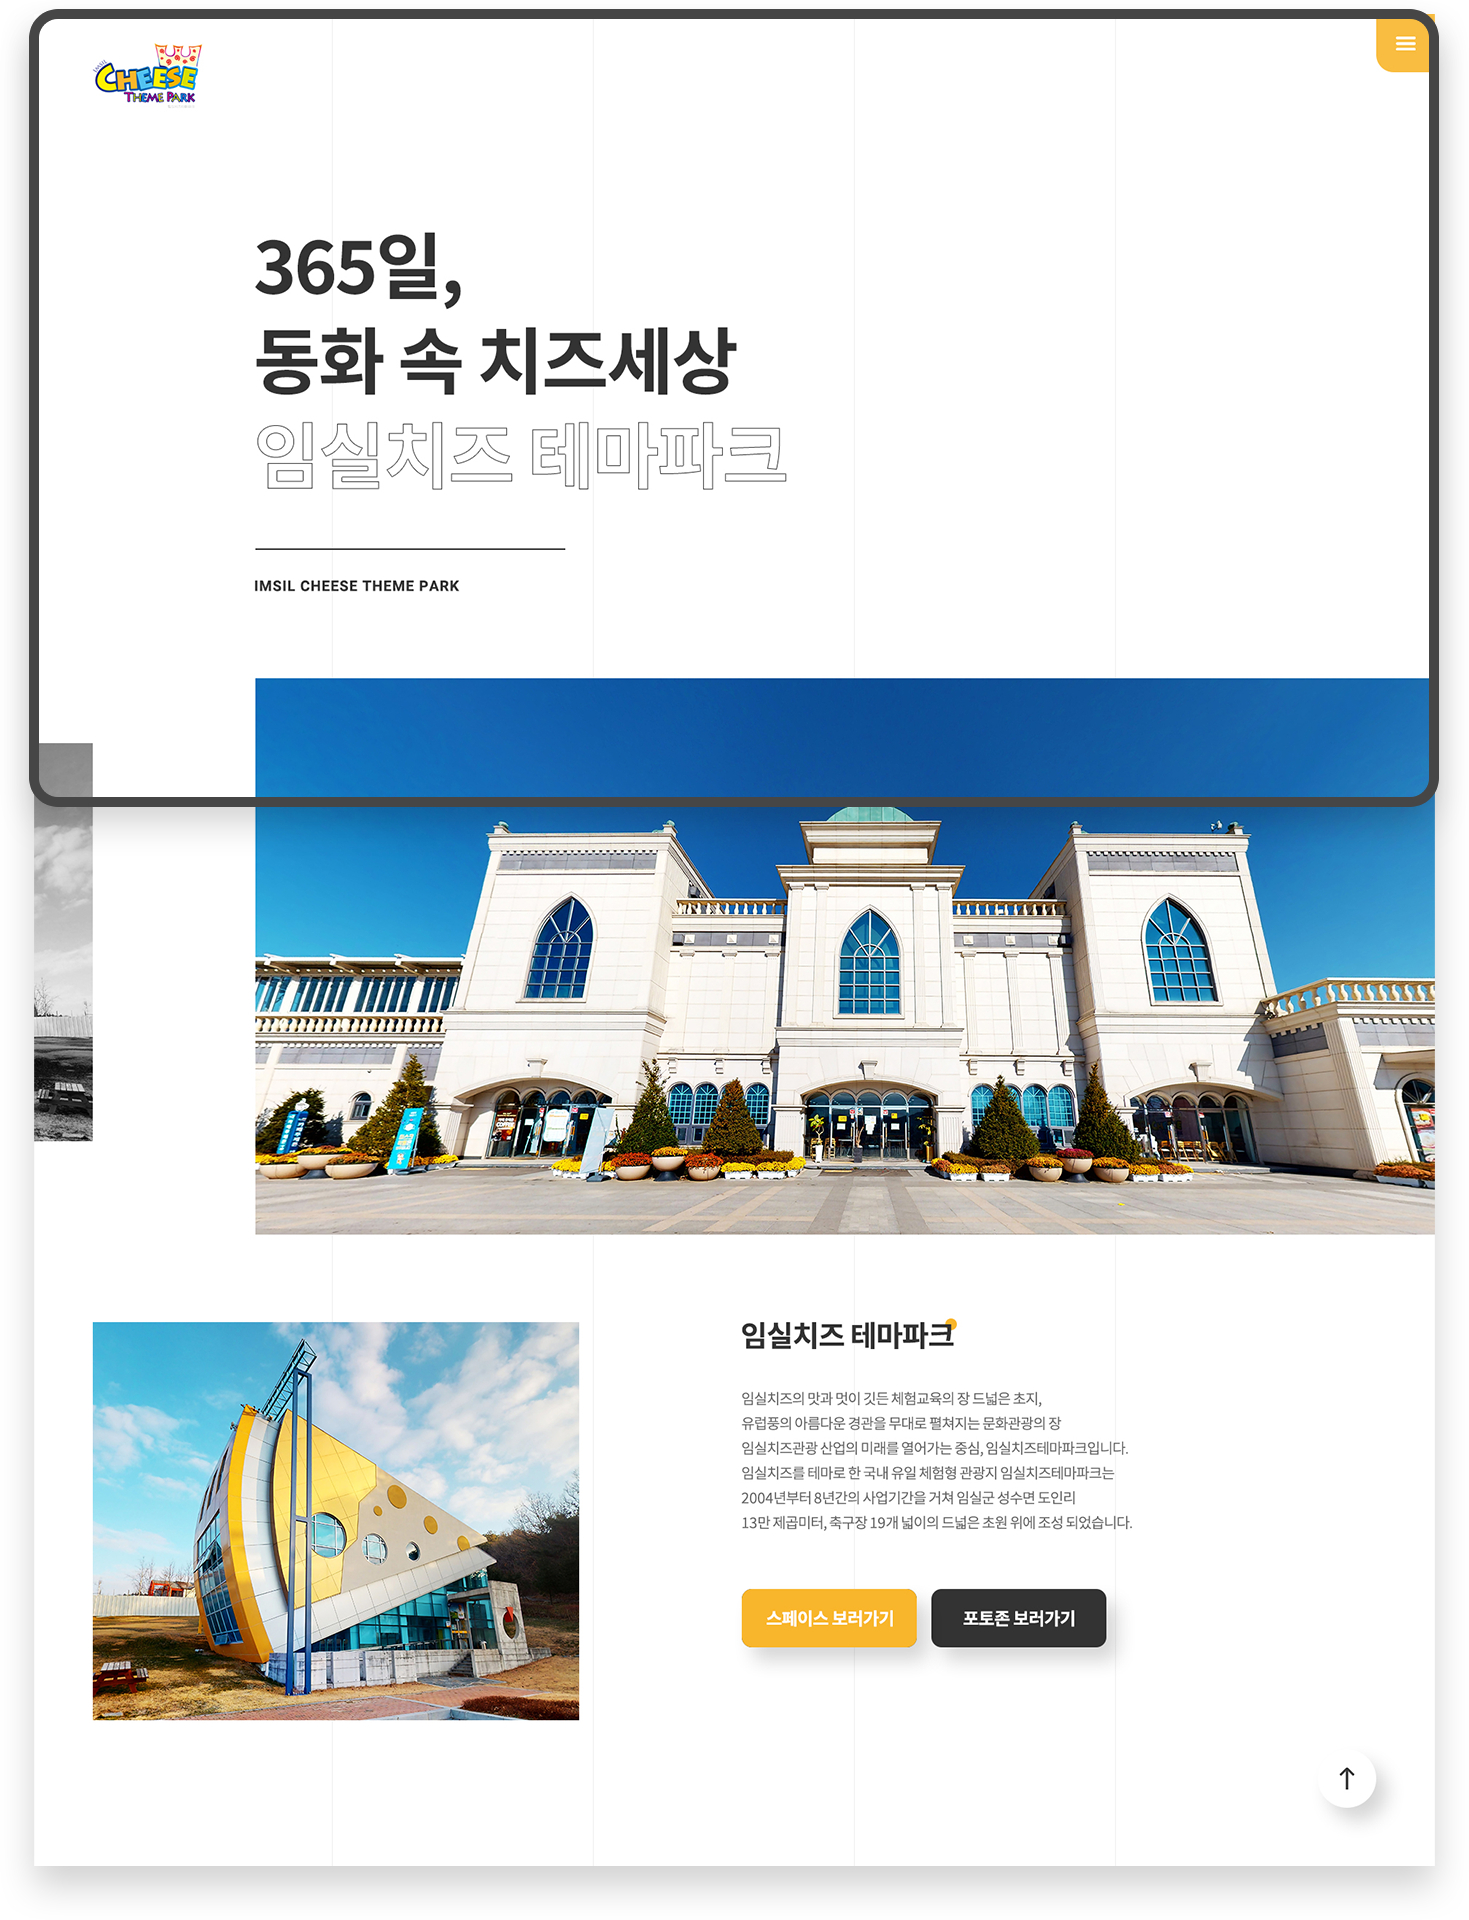 CHEESE
THEME PARK
365일,
동화 속 치즈세상
임실치즈 테마파크
IMSIL CHEESE THEME PARK
임실치즈 테마파크
임실치즈의 맛과 멋이 깃든 체험교육의 장 드넓은 초지,
유럽풍의 아름다운 경관을 무대로 펼쳐지는 문화관광의 장
임실치즈관광 산업의 미래를 열어가는 중심, 임실치즈테마파크입니다.
임실치즈를 테마로 한 국내 유일 체험형 관광지 임실치즈테마파크는
2004년부터 8년간의 사업기간을 거쳐 임실군 성수면 도인리
13만 제곱미터, 축구장 19개 넓이의 드넓은 초원 위에 조성 되었습니다.
스페이스 보러가기
포토존 보러가기